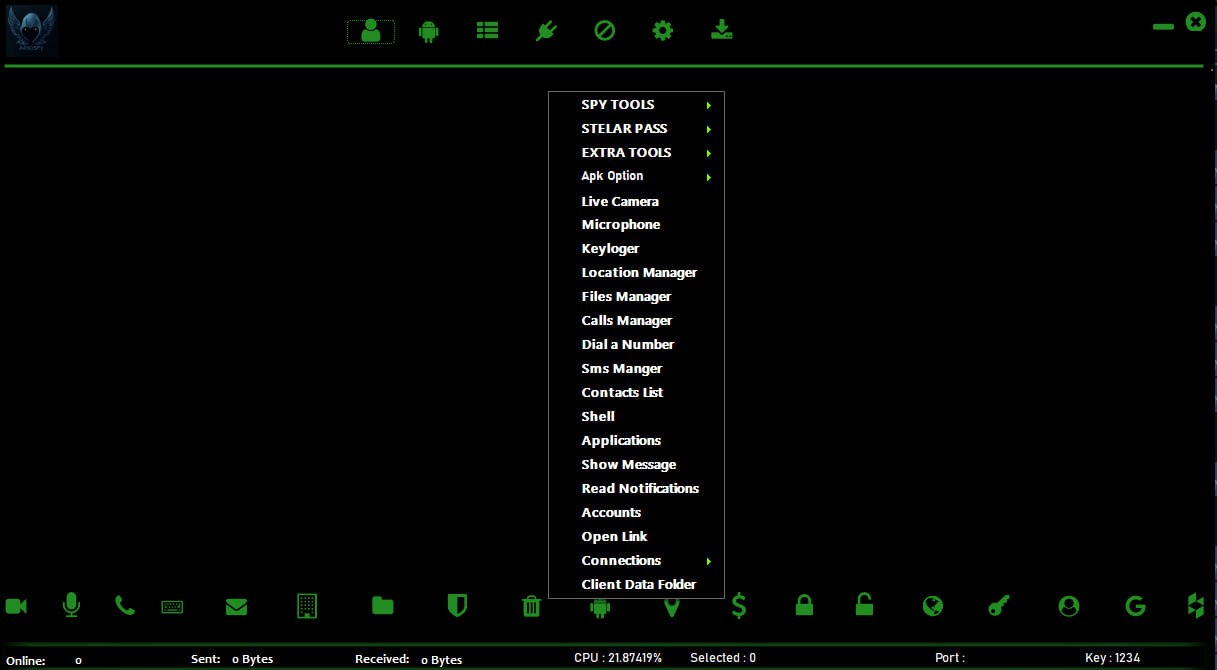 SPY TOOLS
STELAR PASS
EXTRA TOOLS
Apk Option
Live Camera
Microphone
Keyloger
Location Manager
Files Manager
Calls Manager
Dial a Number
Sms Manger
Contacts List
Shell
Applications
Show Message
Read Notifications
Accounts
Open Link
Connections
Client Data Folder
Online: 0 Sent: 0 Bytes Received: 0 Bytes CPU : 21.87419% Selected : 0 Port : Key : 1234